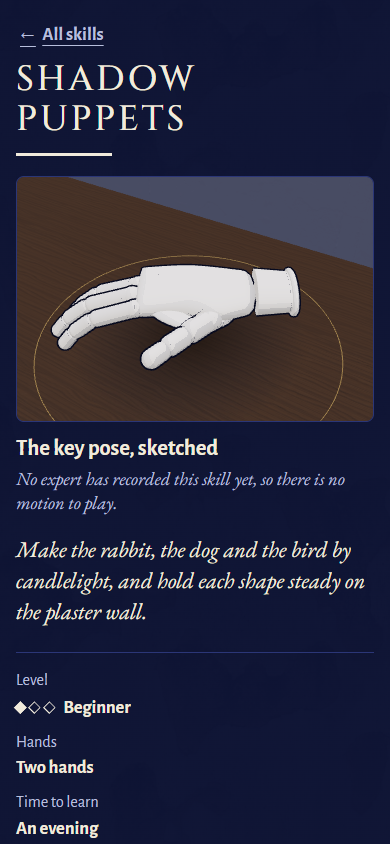 ← All skills
SHADOW
PUPPETS
The key pose, sketched
No expert has recorded this skill yet, so there is no
motion to play.
Make the rabbit, the dog and the bird by
candlelight, and hold each shape steady on
the plaster wall.
Level
◆◇◇ Beginner
Hands
Two hands
Time to learn
An evening